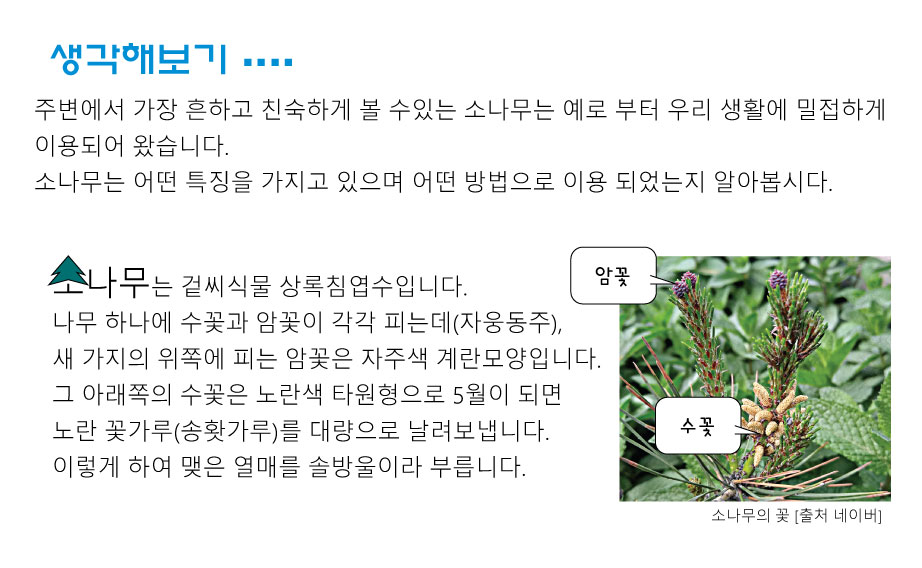 생각해보기 ....
주변에서 가장 흔하고 친숙하게 볼 수있는 소나무는 예로 부터 우리 생활에 밀접하게
이용되어 왔습니다.
소나무는 어떤 특징을 가지고 있으며 어떤 방법으로 이용 되었는지 알아봅시다.
소나무는 겉씨식물 상록침엽수입니다.
나무 하나에 수꽃과 암꽃이 각각 피는데(자웅동주),
새 가지의 위쪽에 피는 암꽃은 자주색 계란모양입니다.
그 아래쪽의 수꽃은 노란색 타원형으로 5월이 되면
노란 꽃가루(송홧가루)를 대량으로 날려보냅니다.
이렇게 하여 맺은 열매를 솔방울이라 부릅니다.
암꽃
수꽃
소나무의 꽃 [출처 네이버]